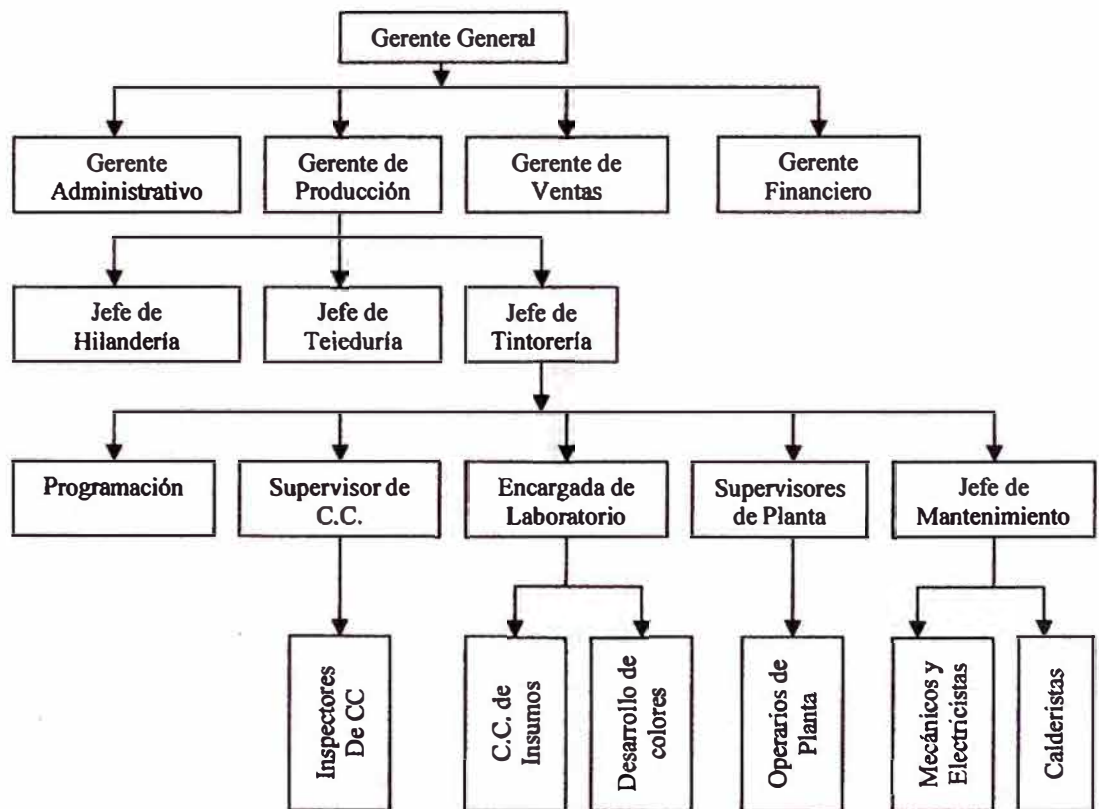 Gerente General
Gerente
Administrativo
Gerente de
Producción
Gerente de
Ventas
Gerente
Financiero
Jefe de
Hilandería
Jefe de
Teieduría
Jefe de
Tintorería
Programación
Supervisor de
C.C.
Encargada de
Laboratorio
Supervisores
de Planta
Jefe de
Mantenimiento
Inspectores
De CC
C.C. de
Insumos
Desarrollo de
colores
Operarios de
Planta
Mecánicos y
Electricistas
Calderistas